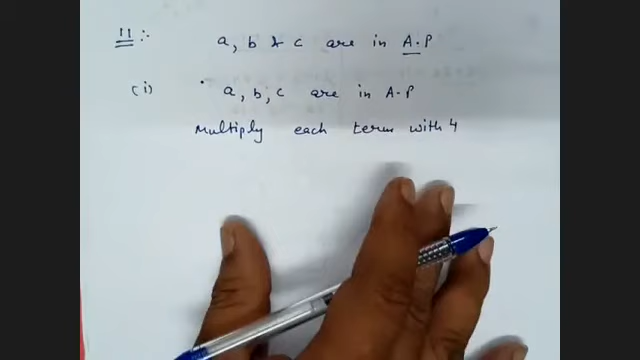 11 :- a, b & c are in A.P
(i) a, b, c are in A.P
Multiply each term with 4